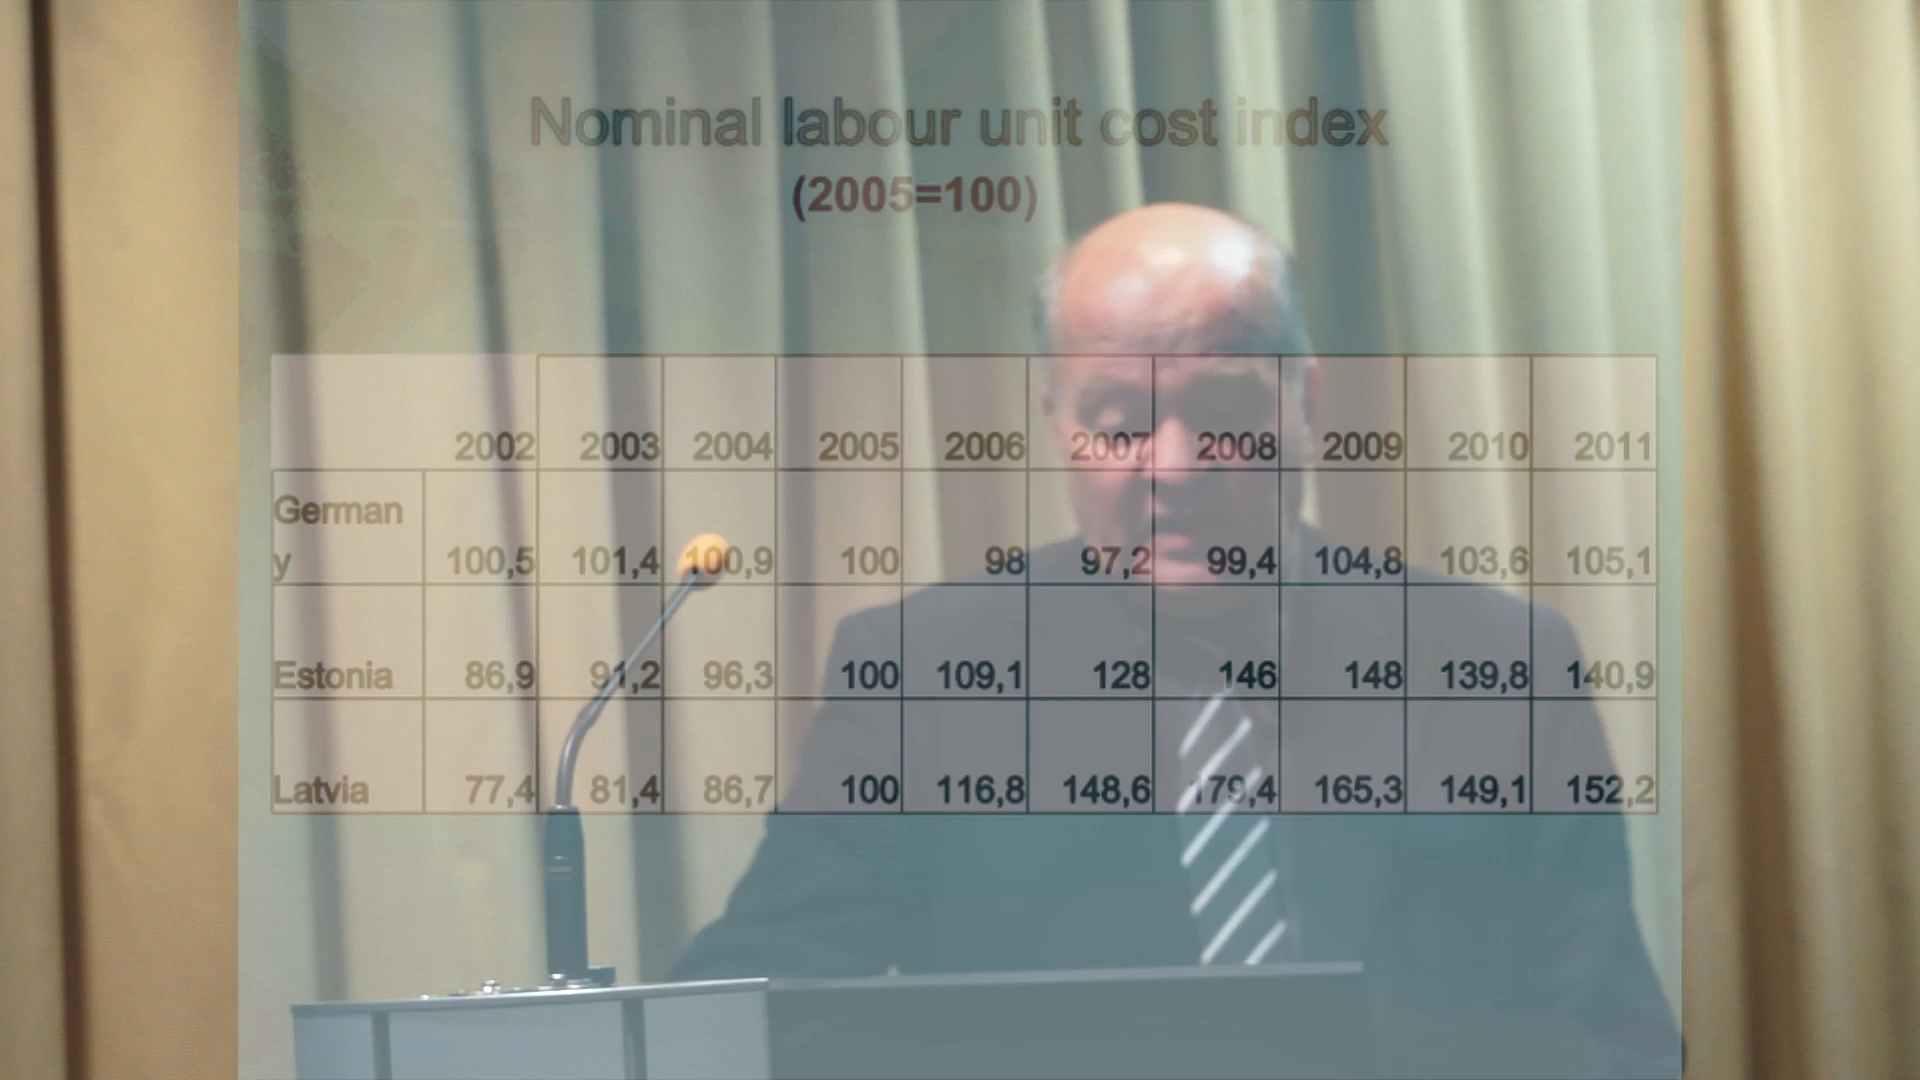 Nominal labour unit cost index
(2005=100)
2002 2003 2004 2005 2006 2007 2008 2009 2010 2011
German
y 100,5 101,4 100,9 100 98 97,2 99,4 104,8 103,6 105,1
Estonia 86,9 91,2 96,3 100 109,1 128 146 148 139,8 140,9
Latvia 77,4 81,4 86,7 100 116,8 148,6 179,4 165,3 149,1 152,2